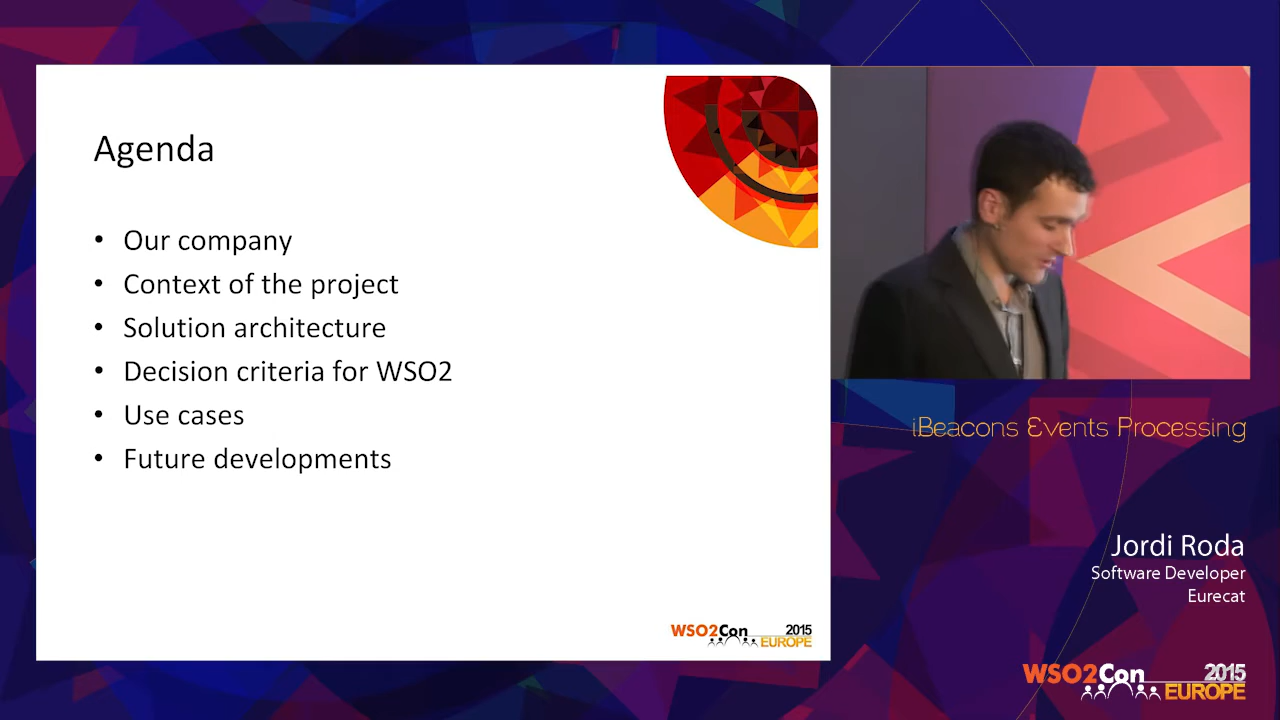 Agenda
• Our company
• Context of the project
• Solution architecture
• Decision criteria for WSO2
• Use cases
• Future developments
WSO2Con 2015
EUROPE
iBeacons Events Processing
Jordi Roda
Software Developer
Eurecat
WSO2Con 2015
EUROPE